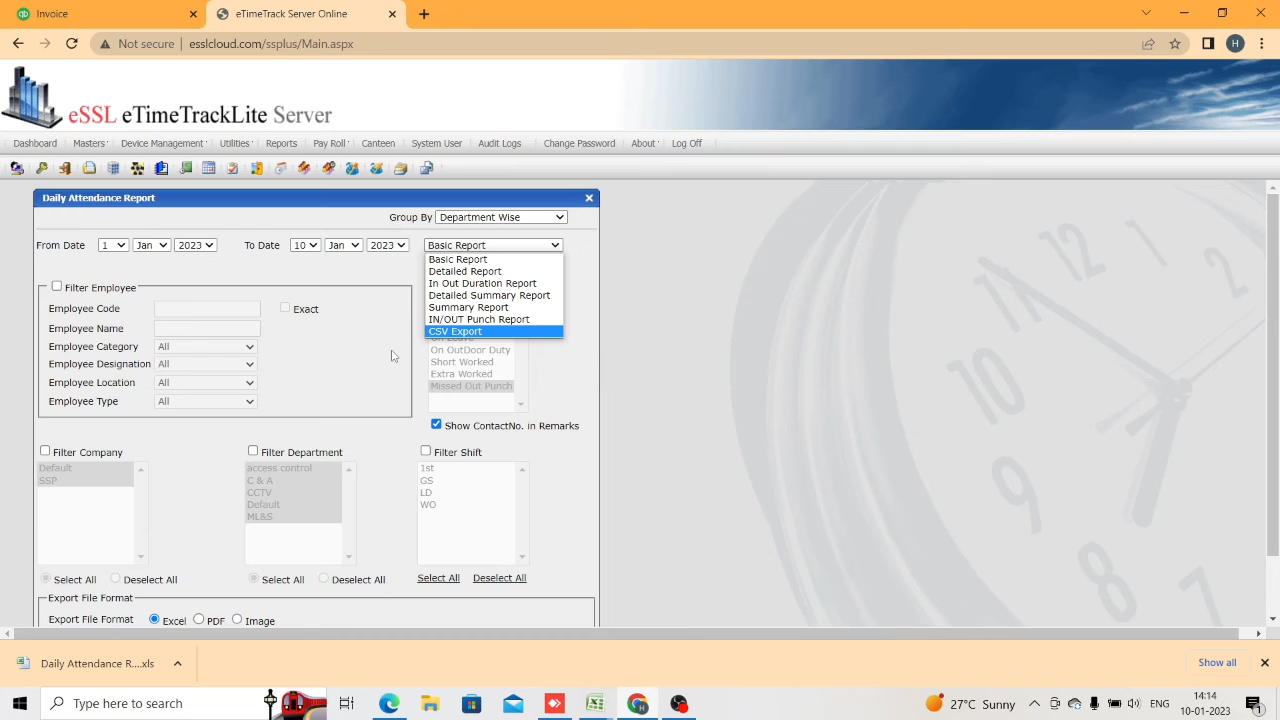 Invoice
eTimeTrack Server Online
Not secure esslcloud.com/ssplus/Main.aspx
H
eSSL eTimeTrackLite Server
Dashboard Masters Device Management Utilities Reports Pay Roll Canteen System User Audit Logs Change Password About Log Off
Daily Attendance Report
Group By Department Wise
From Date 1 Jan 2023 To Date 10 Jan 2023 Basic Report
Basic Report
Detailed Report
In Out Duration Report
Detailed Summary Report
Summary Report
IN/OUT Punch Report
CSV Export
Filter Employee
Employee Code Exact
Employee Name
Employee Category All
Employee Designation All
Employee Location All
Employee Type All
On Leave
On OutDoor Duty
Short Worked
Extra Worked
Missed Out Punch
Show ContactNo. in Remarks
Filter Company Filter Department Filter Shift
Default access control 1st
SSP C & A GS
CCTV LD
Default WO
ML&S
Select All Deselect All Select All Deselect All Select All Deselect All
Export File Format
Export File Format Excel PDF Image
Daily Attendance R....xls Show all
Type here to search
27°C Sunny ENG 14:14
10-01-2023